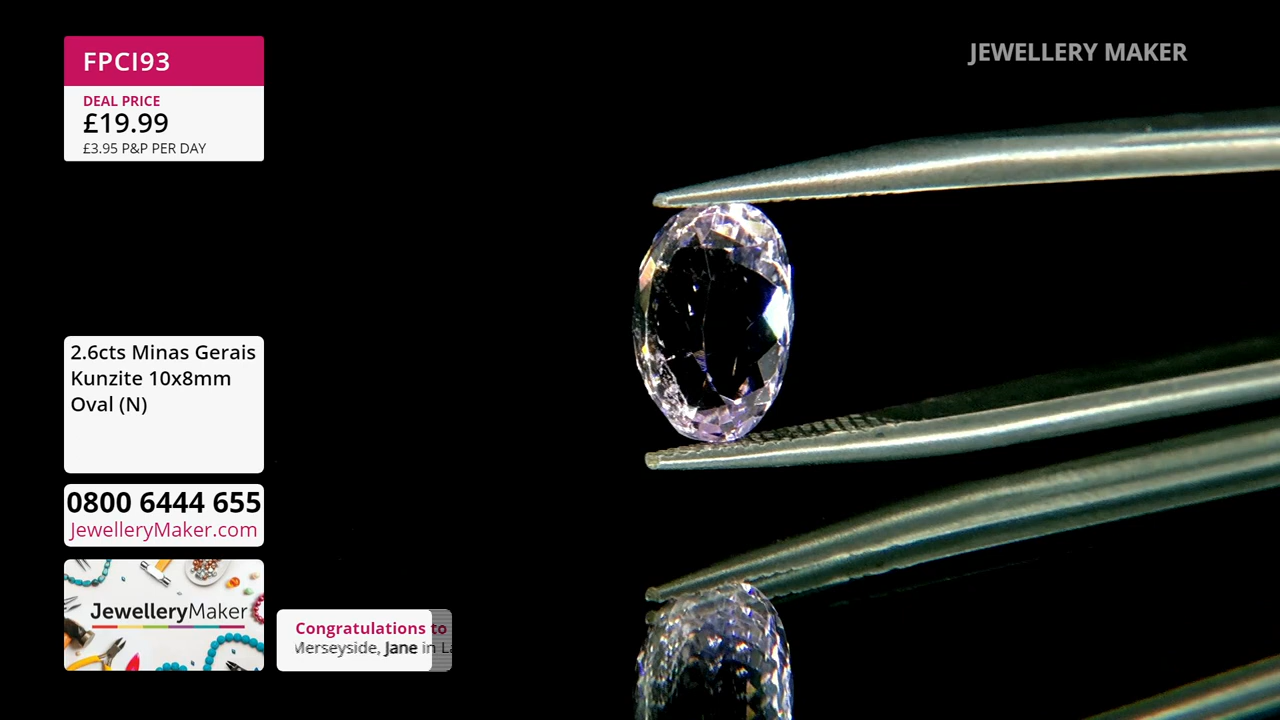 FPCI93
DEAL PRICE
£19.99
£3.95 P&P PER DAY
JEWELLERY MAKER
2.6cts Minas Gerais
Kunzite 10x8mm
Oval (N)
0800 6444 655
JewelleryMaker.com
JewelleryMaker
Congratulations to
Merseyside, Jane in